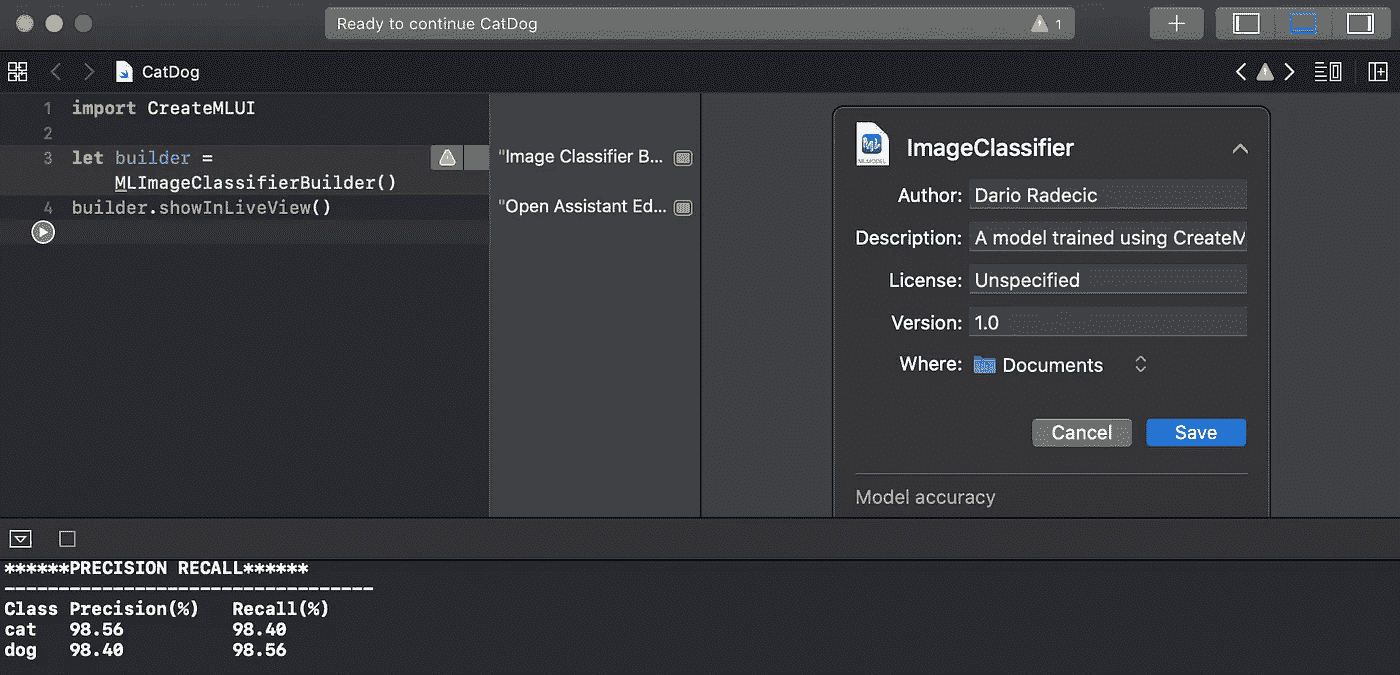 Ready to continue CatDog
1
CatDog
1 import CreateMLUI
2
3 let builder =
MLImageClassifierBuilder()
4 builder.showInLiveView()
"Image Classifier B...
"Open Assistant Ed...
ImageClassifier
Author: Dario Radecic
Description: A model trained using CreateM
License: Unspecified
Version: 1.0
Where: Documents
Cancel Save
Model accuracy
******PRECISION RECALL******
----------------------------------
Class Precision(%) Recall(%)
cat 98.56 98.40
dog 98.40 98.56